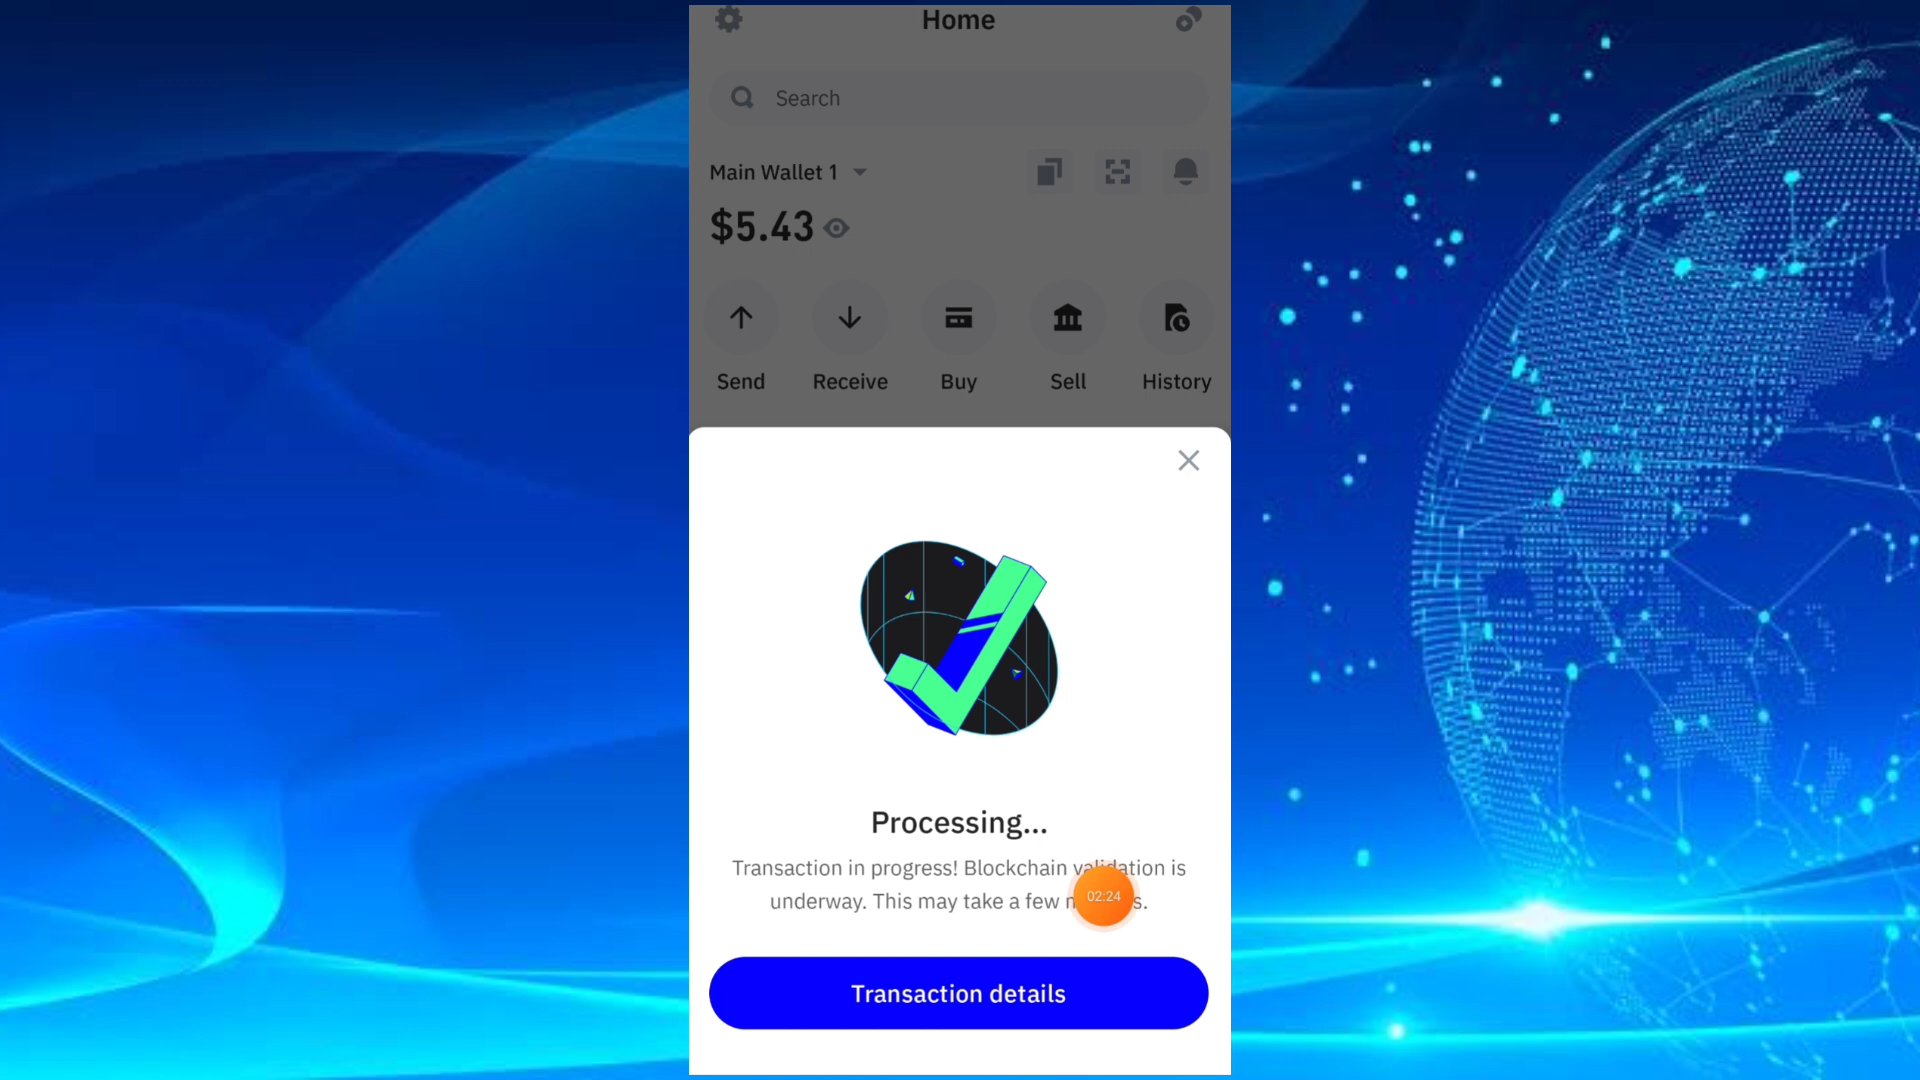 Home
Search
Main Wallet 1
$5.43
Send Receive Buy Sell History
Processing...
Transaction in progress! Blockchain validation is
underway. This may take a few
02:24
Transaction details